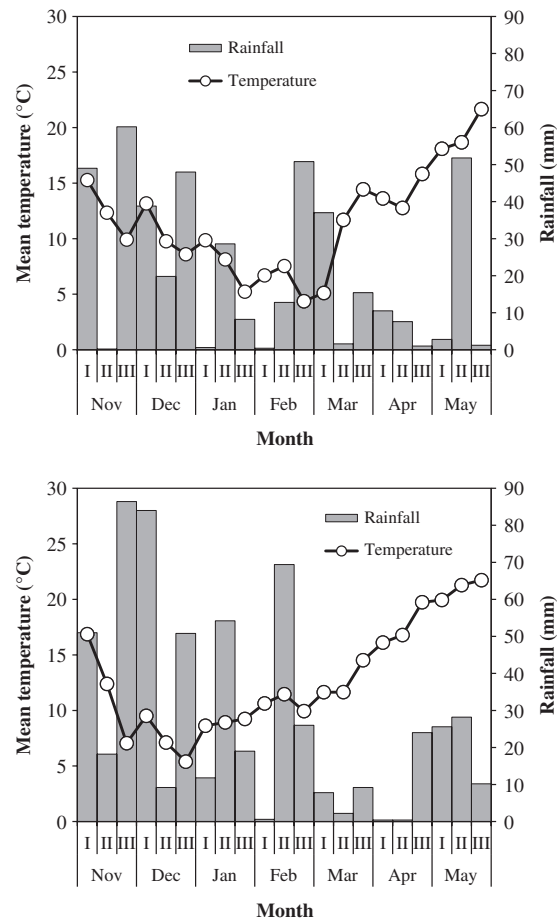 30 90
80
25 Rainfall 70
Temperature
20 60
50
15 40
10 30
20
5 10
0 0
Mean temperature (°C)
Rainfall (mm)
I II III I II III I II III I II III I II III I II III I II III
Nov Dec Jan Feb Mar Apr May
Month
30 90
Rainfall 80
25 Temperature 70
20 60
50
15 40
10 30
20
5 10
0 0
Mean temperature (°C)
Rainfall (mm)
I II III I II III I II III I II III I II III I II III I II III
Nov Dec Jan Feb Mar Apr May
Month